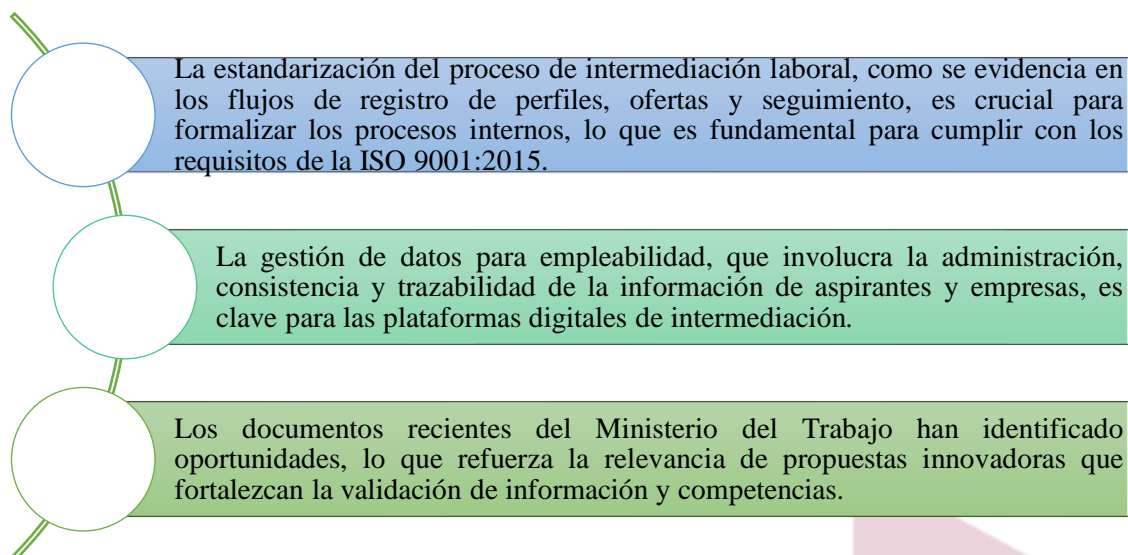 La estandarización del proceso de intermediación laboral, como se evidencia en
los flujos de registro de perfiles, ofertas y seguimiento, es crucial para
formalizar los procesos internos, lo que es fundamental para cumplir con los
requisitos de la ISO 9001:2015.
La gestión de datos para empleabilidad, que involucra la administración,
consistencia y trazabilidad de la información de aspirantes y empresas, es
clave para las plataformas digitales de intermediación.
Los documentos recientes del Ministerio del Trabajo han identificado
oportunidades, lo que refuerza la relevancia de propuestas innovadoras que
fortalezcan la validación de información y competencias.